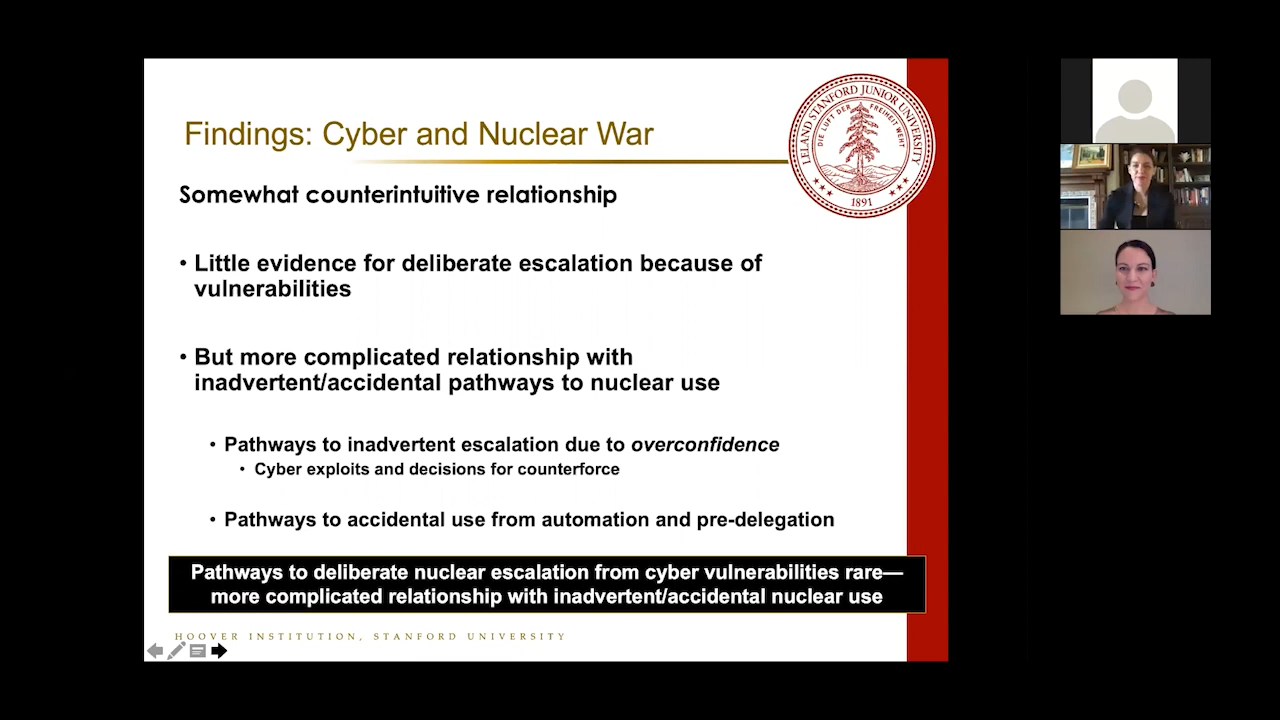 Findings: Cyber and Nuclear War
LELAND STANFORD JUNIOR UNIVERSITY
DIE LUFT DER FREIHEIT WEHT
1891
Somewhat counterintuitive relationship
• Little evidence for deliberate escalation because of
vulnerabilities
• But more complicated relationship with
inadvertent/accidental pathways to nuclear use
• Pathways to inadvertent escalation due to overconfidence
• Cyber exploits and decisions for counterforce
• Pathways to accidental use from automation and pre-delegation
Pathways to deliberate nuclear escalation from cyber vulnerabilities rare—
more complicated relationship with inadvertent/accidental nuclear use
HOOVER INSTITUTION, STANFORD UNIVERSITY